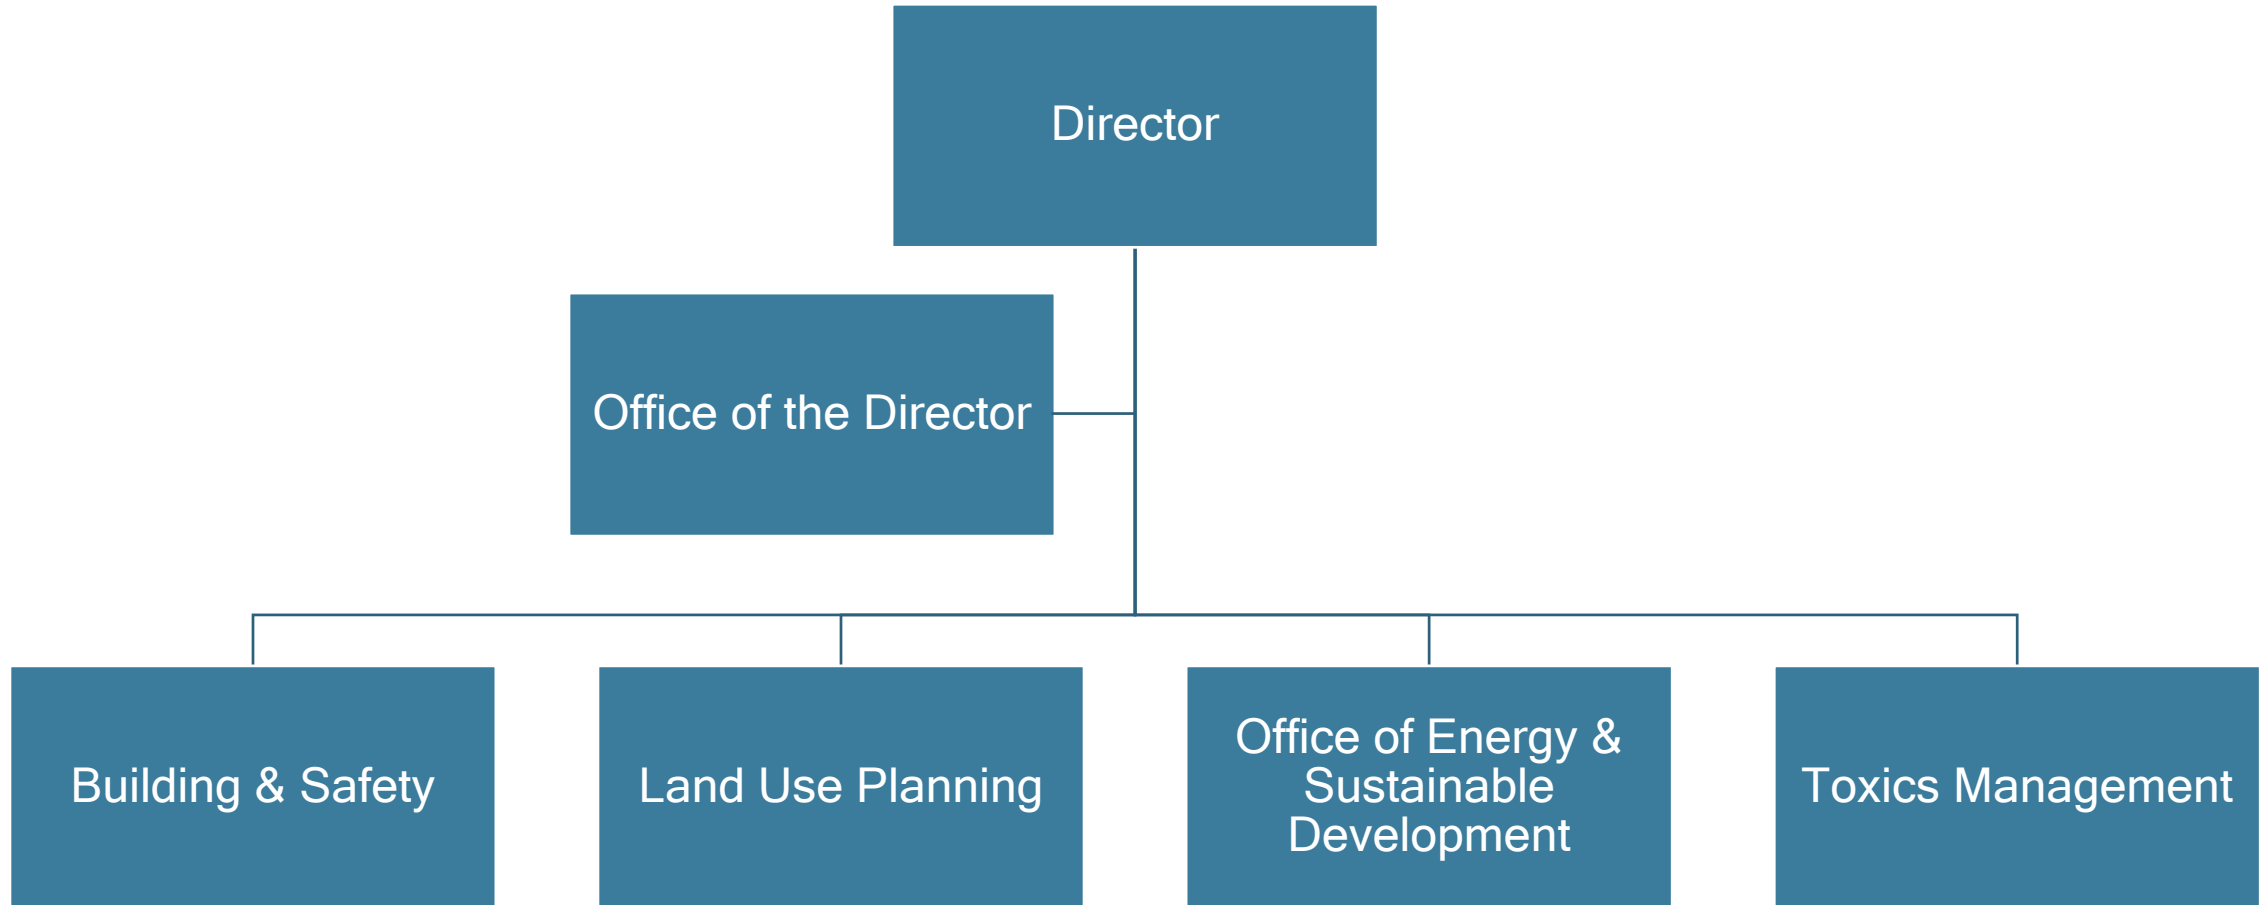 Director
Office of the Director
Building & Safety
Land Use Planning
Office of Energy &
Sustainable
Development
Toxics Management